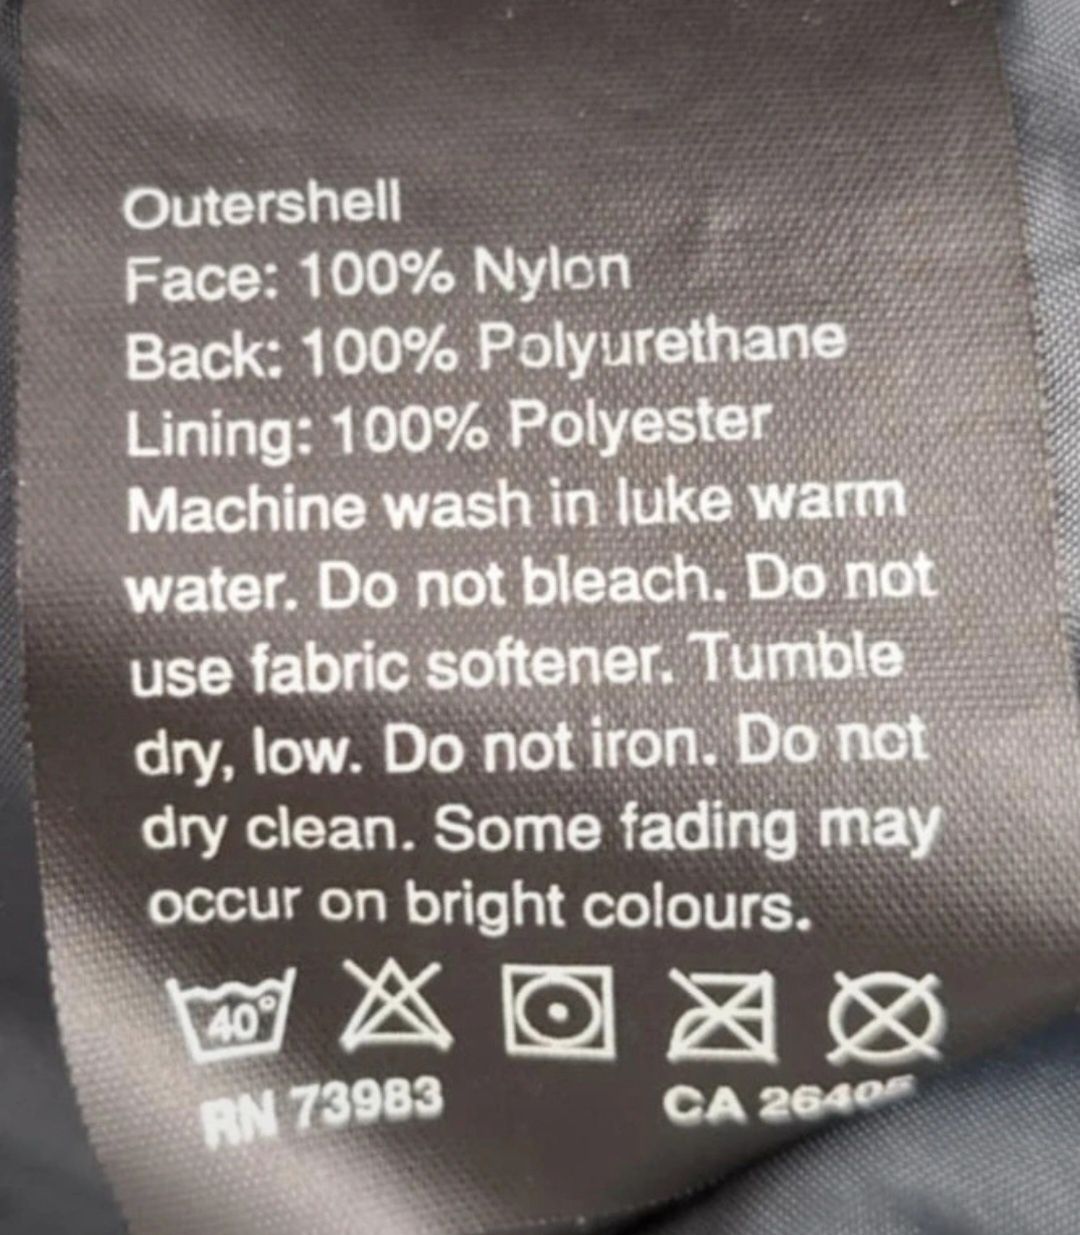 Outershell
Face: 100% Nylon
Back: 100% Polyurethane
Lining: 100% Polyester
Machine wash in luke warm
water. Do not bleach. Do not
use fabric softener. Tumble
dry, low. Do not iron. Do not
dry clean. Some fading may
occur on bright colours.
40°
RN 73983 CA